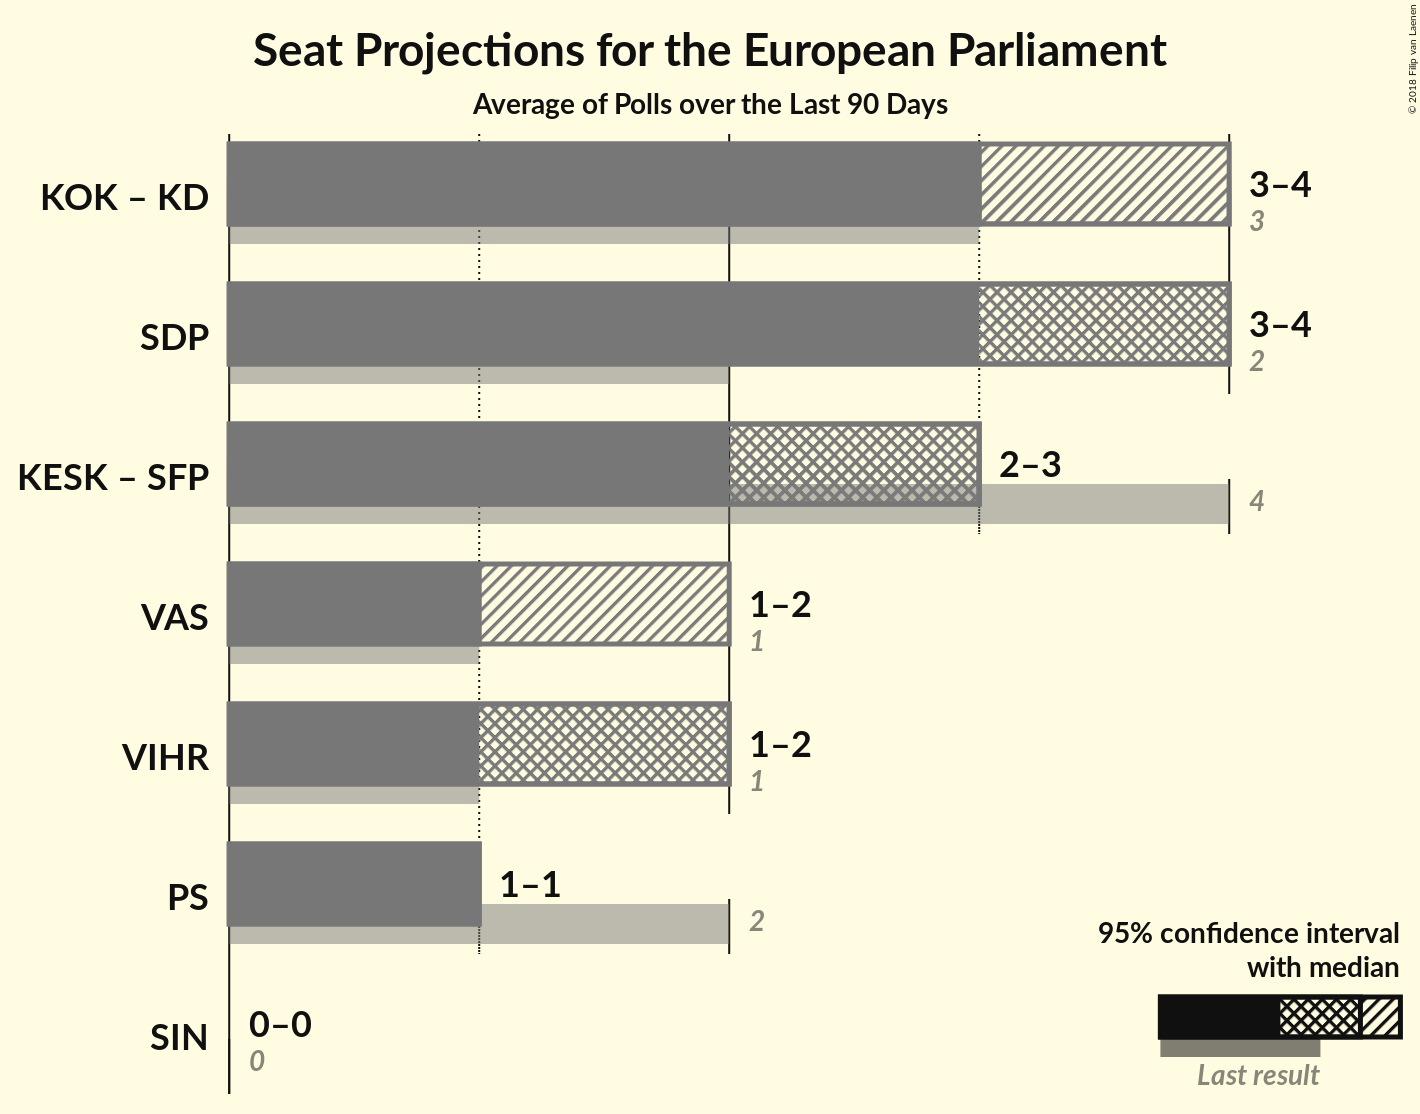 Seat Projections for the European Parliament
Average of Polls over the Last 90 Days
© 2018 Filip van Laenen
KOK – KD
3–4
3
SDP
3–4
2
KESK – SFP
2–3
4
VAS
1–2
1
VIHR
1–2
1
PS
1–1
2
SIN
0–0
0
95% confidence interval
with median
Last result